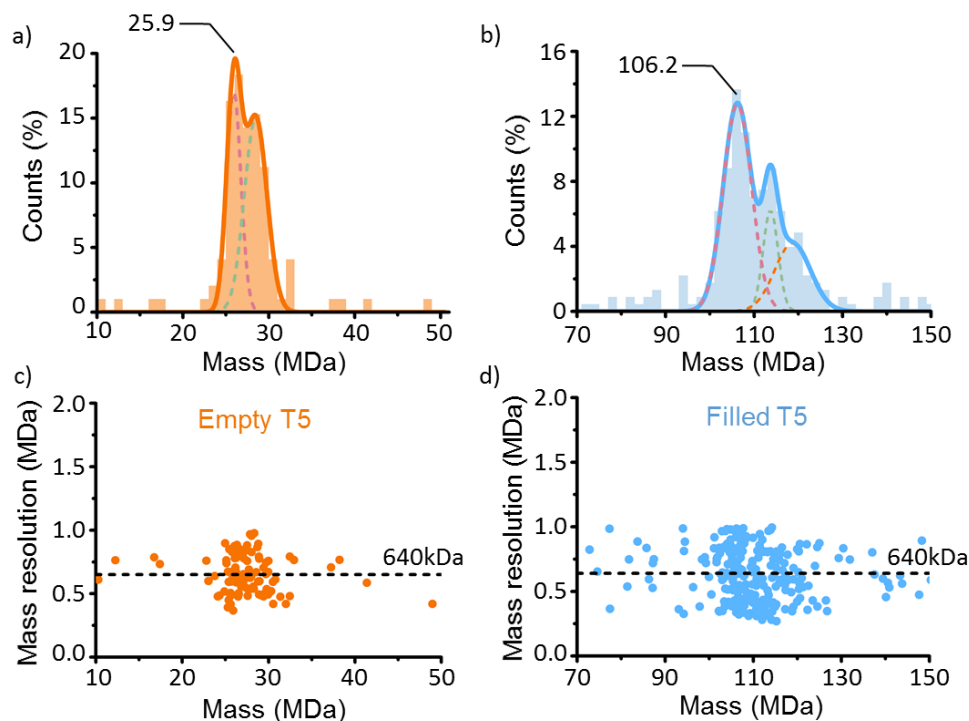 a)
25.9
20
15
10
5
0
Counts (%)
10 20 30 40 50
Mass (MDa)
b)
106.2
16
12
8
4
0
Counts (%)
70 90 110 130 150
Mass (MDa)
c)
2.0
1.5
1.0
0.5
0.0
Mass resolution (MDa)
Empty T5
640kDa
10 20 30 40 50
Mass (MDa)
d)
2.0
1.5
1.0
0.5
0.0
Mass resolution (MDa)
Filled T5
640kDa
70 90 110 130 150
Mass (MDa)